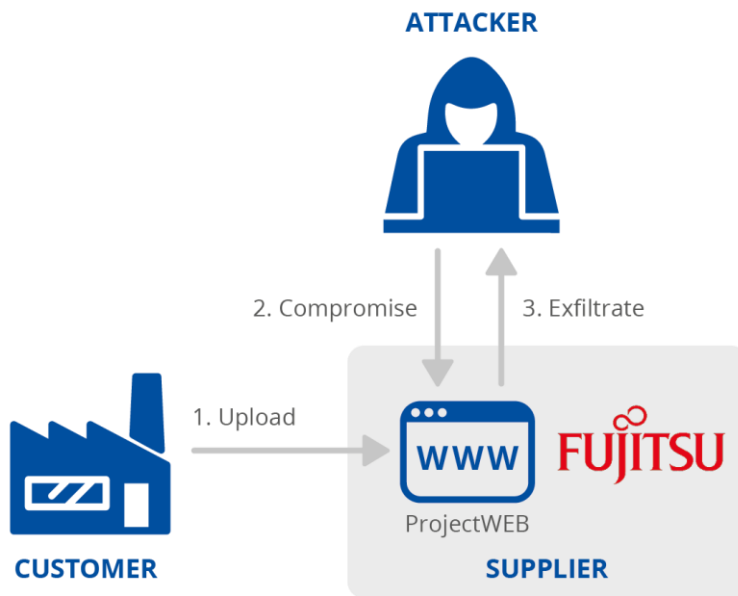 ATTACKER
2. Compromise
3. Exfiltrate
1. Upload
WWW
FUJITSU
ProjectWEB
CUSTOMER
SUPPLIER